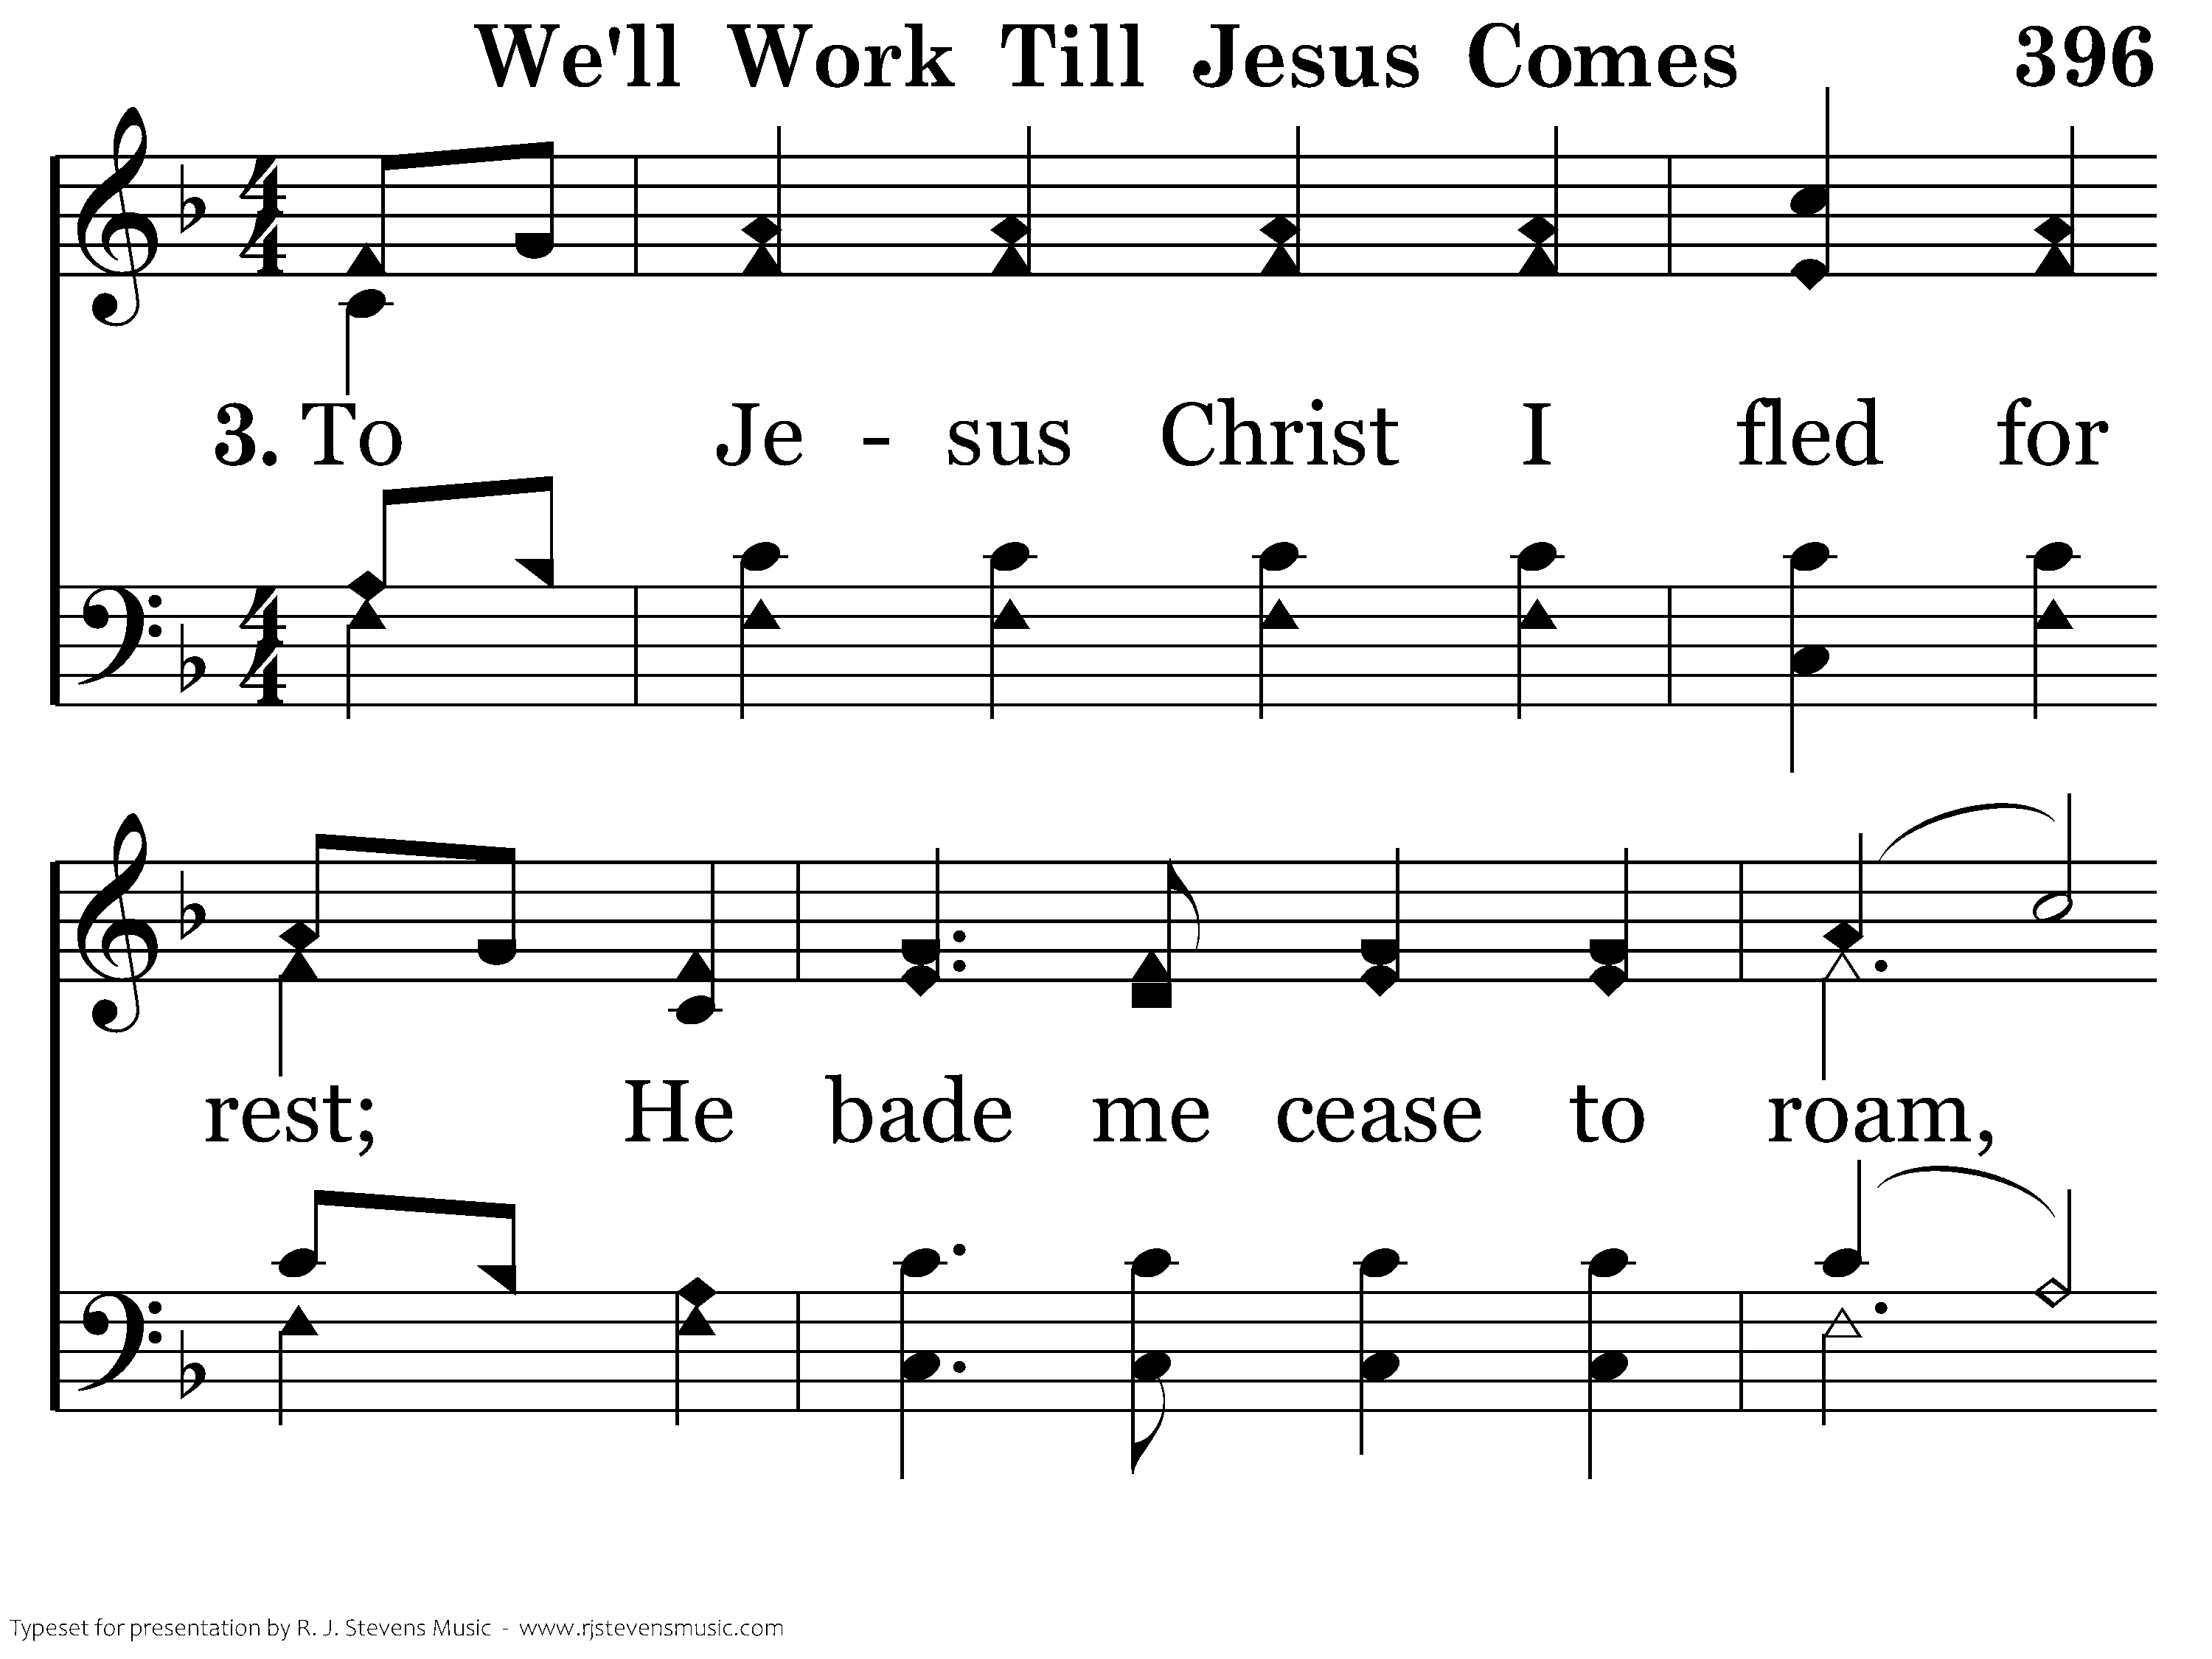 We'll Work Till Jesus Comes 396
3. To Je - sus Christ I fled for
rest; He bade me cease to roam,
Typeset for presentation by R. J. Stevens Music - www.rjstevensmusic.com